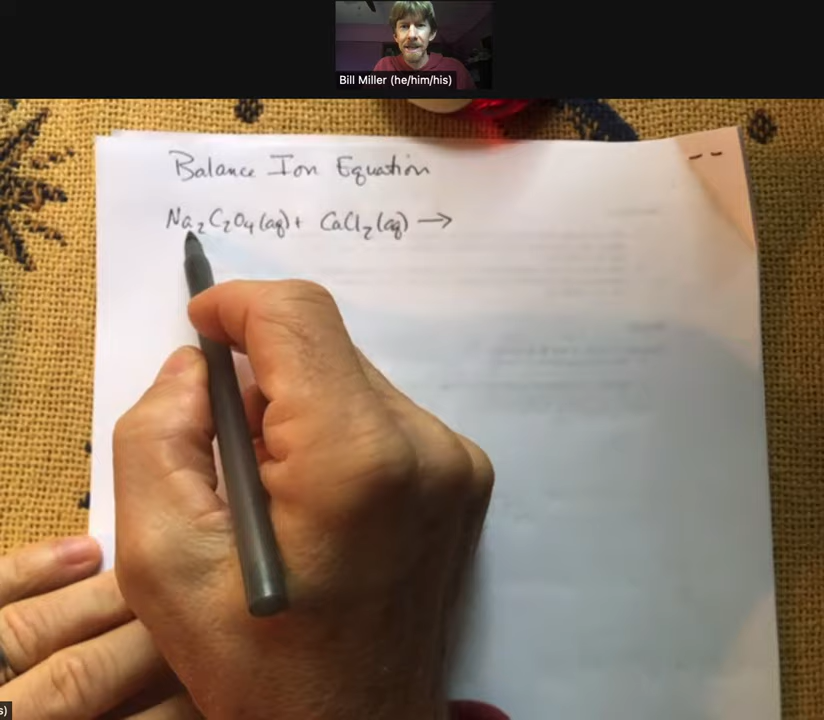 Bill Miller (he/him/his)
Balance Ion Equation
Na₂C₂O₄(aq) + CaCl₂(aq) →
s)